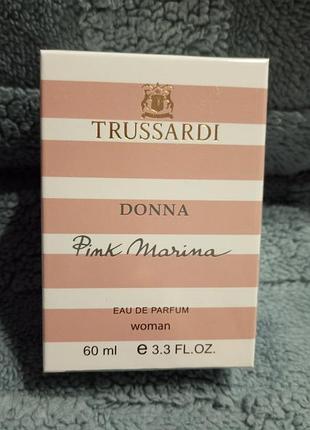 TRUSSARDI
DONNA
Pink Marina
EAU DE PARFUM
woman
60 ml e 3.3 FL.OZ.